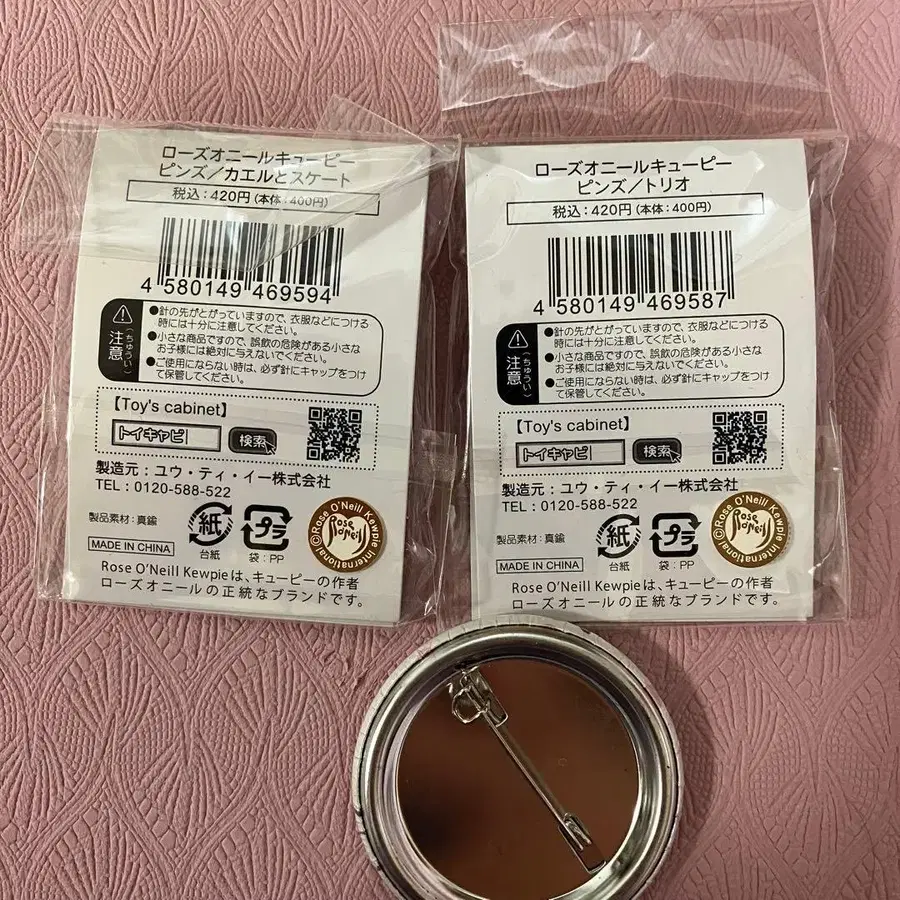 ローズオニールキューピー
ピンズ/カエルとスケート
税込:420円(本体:400円)
4 580149 469594
注意
(ちゅうい)
●針の先がとがっていますので、衣服などにつける
時には十分に注意してください。
●小さな商品ですので、誤飲の危険がある小さな
お子様には絶対に与えないでください。
●ご使用にならない時は、必ず針にキャップをつけ
て保管してください。
【Toy's cabinet】
トイキャビ 検索
製造元:ユウ・ティ・イー株式会社
TEL:0120-588-522
製品素材:真鍮
紙
台紙
プラ
袋:PP
©Rose O'Neill Kewpie International
Rose O'Neill
MADE IN CHINA
Rose O'Neill Kewpieは、キューピーの作者
ローズオニールの正統なブランドです。
ローズオニールキューピー
ピンズ/トリオ
税込:420円(本体:400円)
4 580149 469587
注意
(ちゅうい)
●針の先がとがっていますので、衣服などにつける
時には十分に注意してください。
●小さな商品ですので、誤飲の危険がある小さな
お子様には絶対に与えないでください。
●ご使用にならない時は、必ず針にキャップをつけ
て保管してください。
【Toy's cabinet】
トイキャビ 検索
製造元:ユウ・ティ・イー株式会社
TEL:0120-588-522
製品素材:真鍮
紙
台紙
プラ
袋:PP
©Rose O'Neill Kewpie International
Rose O'Neill
MADE IN CHINA
Rose O'Neill Kewpieは、キューピーの作者
ローズオニールの正統なブランドです。